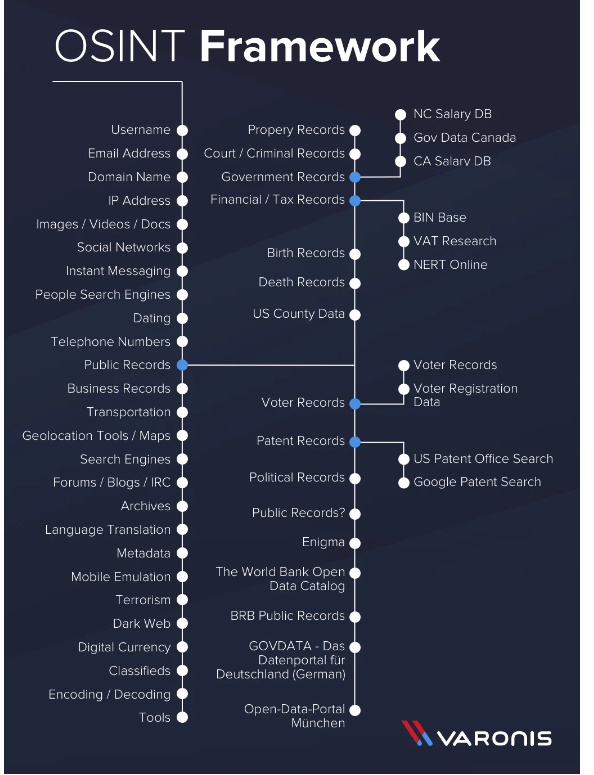 OSINT Framework
Username
Email Address
Domain Name
IP Address
Images / Videos / Docs
Social Networks
Instant Messaging
People Search Engines
Dating
Telephone Numbers
Public Records
Business Records
Transportation
Geolocation Tools / Maps
Search Engines
Forums / Blogs / IRC
Archives
Language Translation
Metadata
Mobile Emulation
Terrorism
Dark Web
Digital Currency
Classifieds
Encoding / Decoding
Tools
Propery Records
Court / Criminal Records
Government Records
Financial / Tax Records
Birth Records
Death Records
US County Data
Voter Records
Patent Records
Political Records
Public Records?
Enigma
The World Bank Open
Data Catalog
BRB Public Records
GOVDATA - Das
Datenportal für
Deutschland (German)
Open-Data-Portal
München
NC Salary DB
Gov Data Canada
CA Salary DB
BIN Base
VAT Research
NERT Online
Voter Records
Voter Registration
Data
US Patent Office Search
Google Patent Search
VARONIS